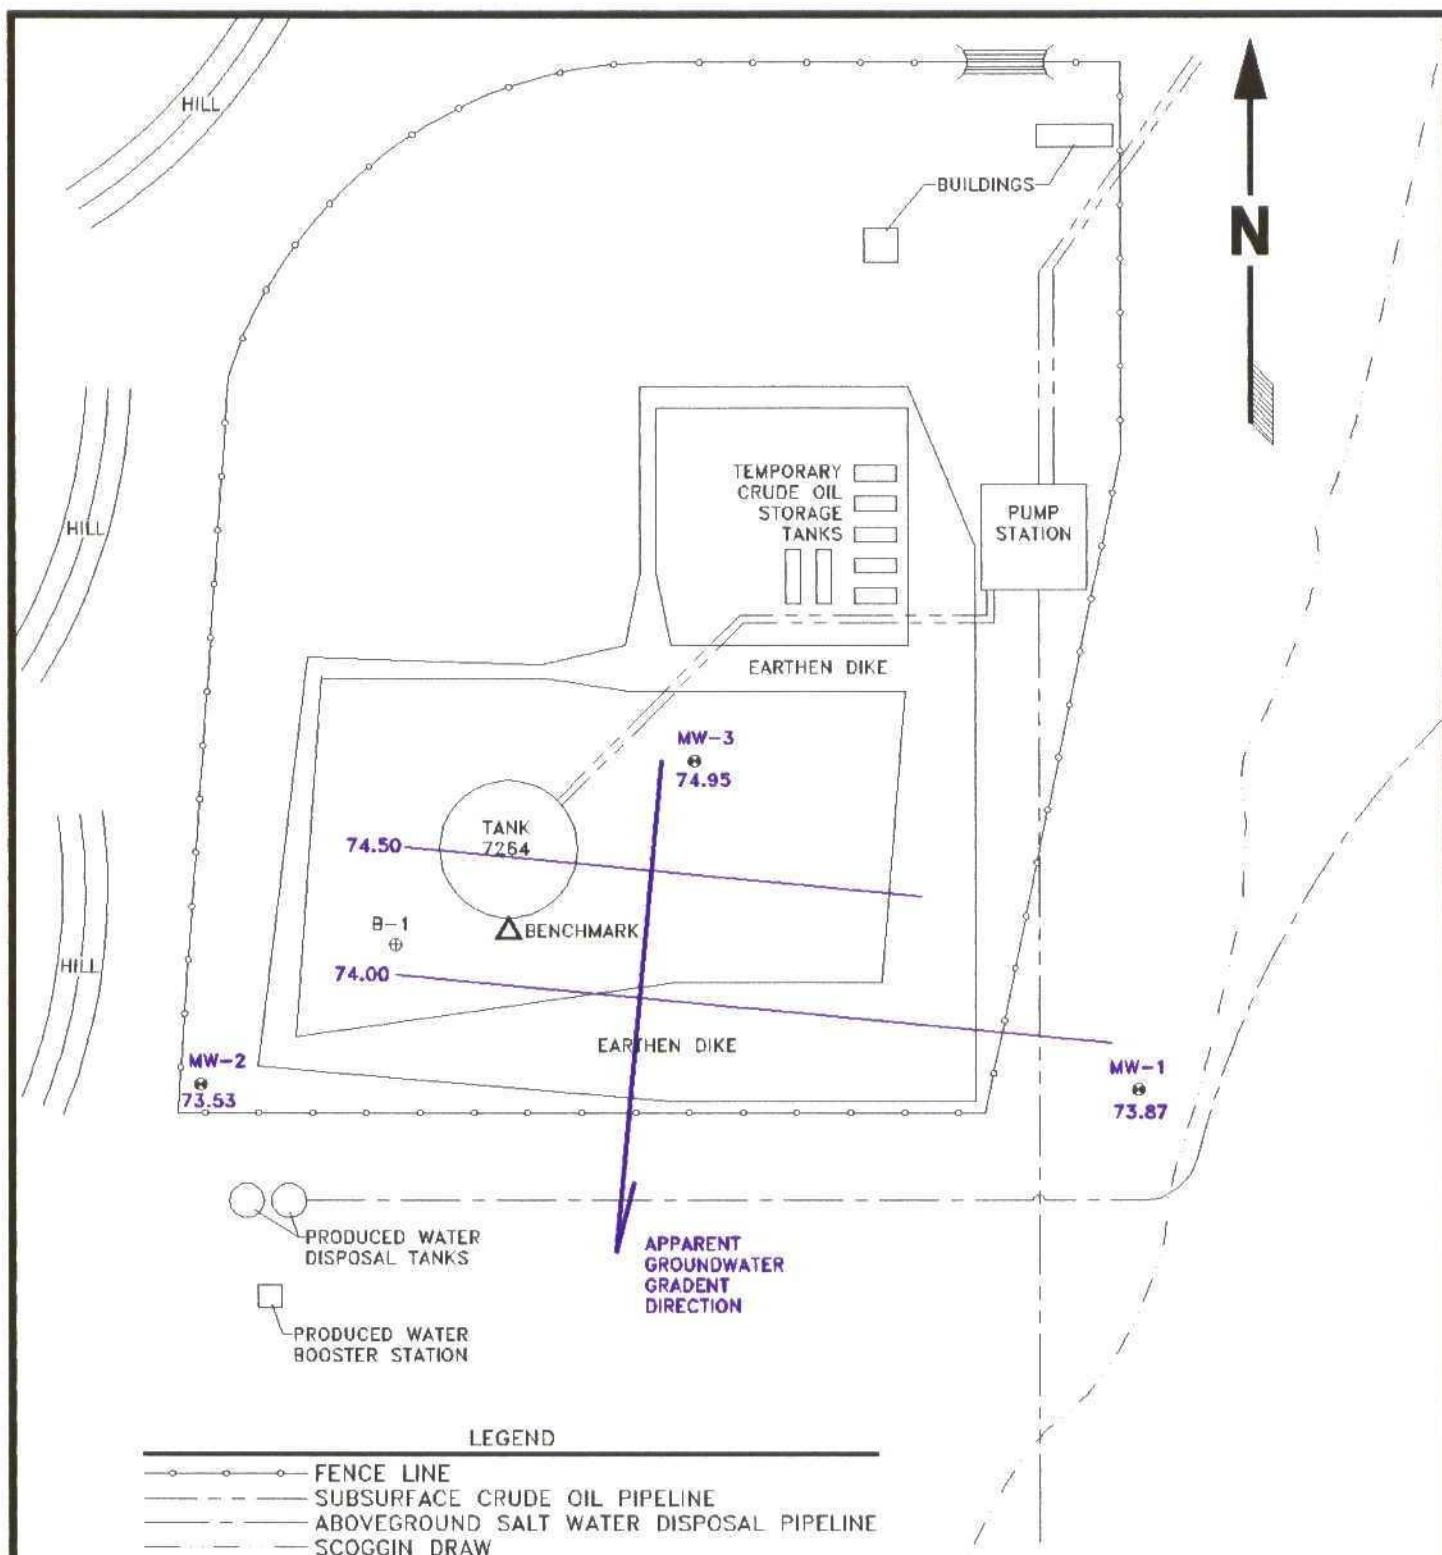 HILL
BUILDINGS
N
TEMPORARY
CRUDE OIL
STORAGE
TANKS
PUMP
STATION
HILL
EARTHEN DIKE
MW-3
74.95
TANK
7264
74.50
B-1
BENCHMARK
HILL
74.00
EARTHEN DIKE
MW-2
73.53
MW-1
73.87
PRODUCED WATER
DISPOSAL TANKS
APPARENT
GROUNDWATER
GRADENT
DIRECTION
PRODUCED WATER
BOOSTER STATION
LEGEND
FENCE LINE
SUBSURFACE CRUDE OIL PIPELINE
ABOVEGROUND SALT WATER DISPOSAL PIPELINE
SCOGGIN DRAW